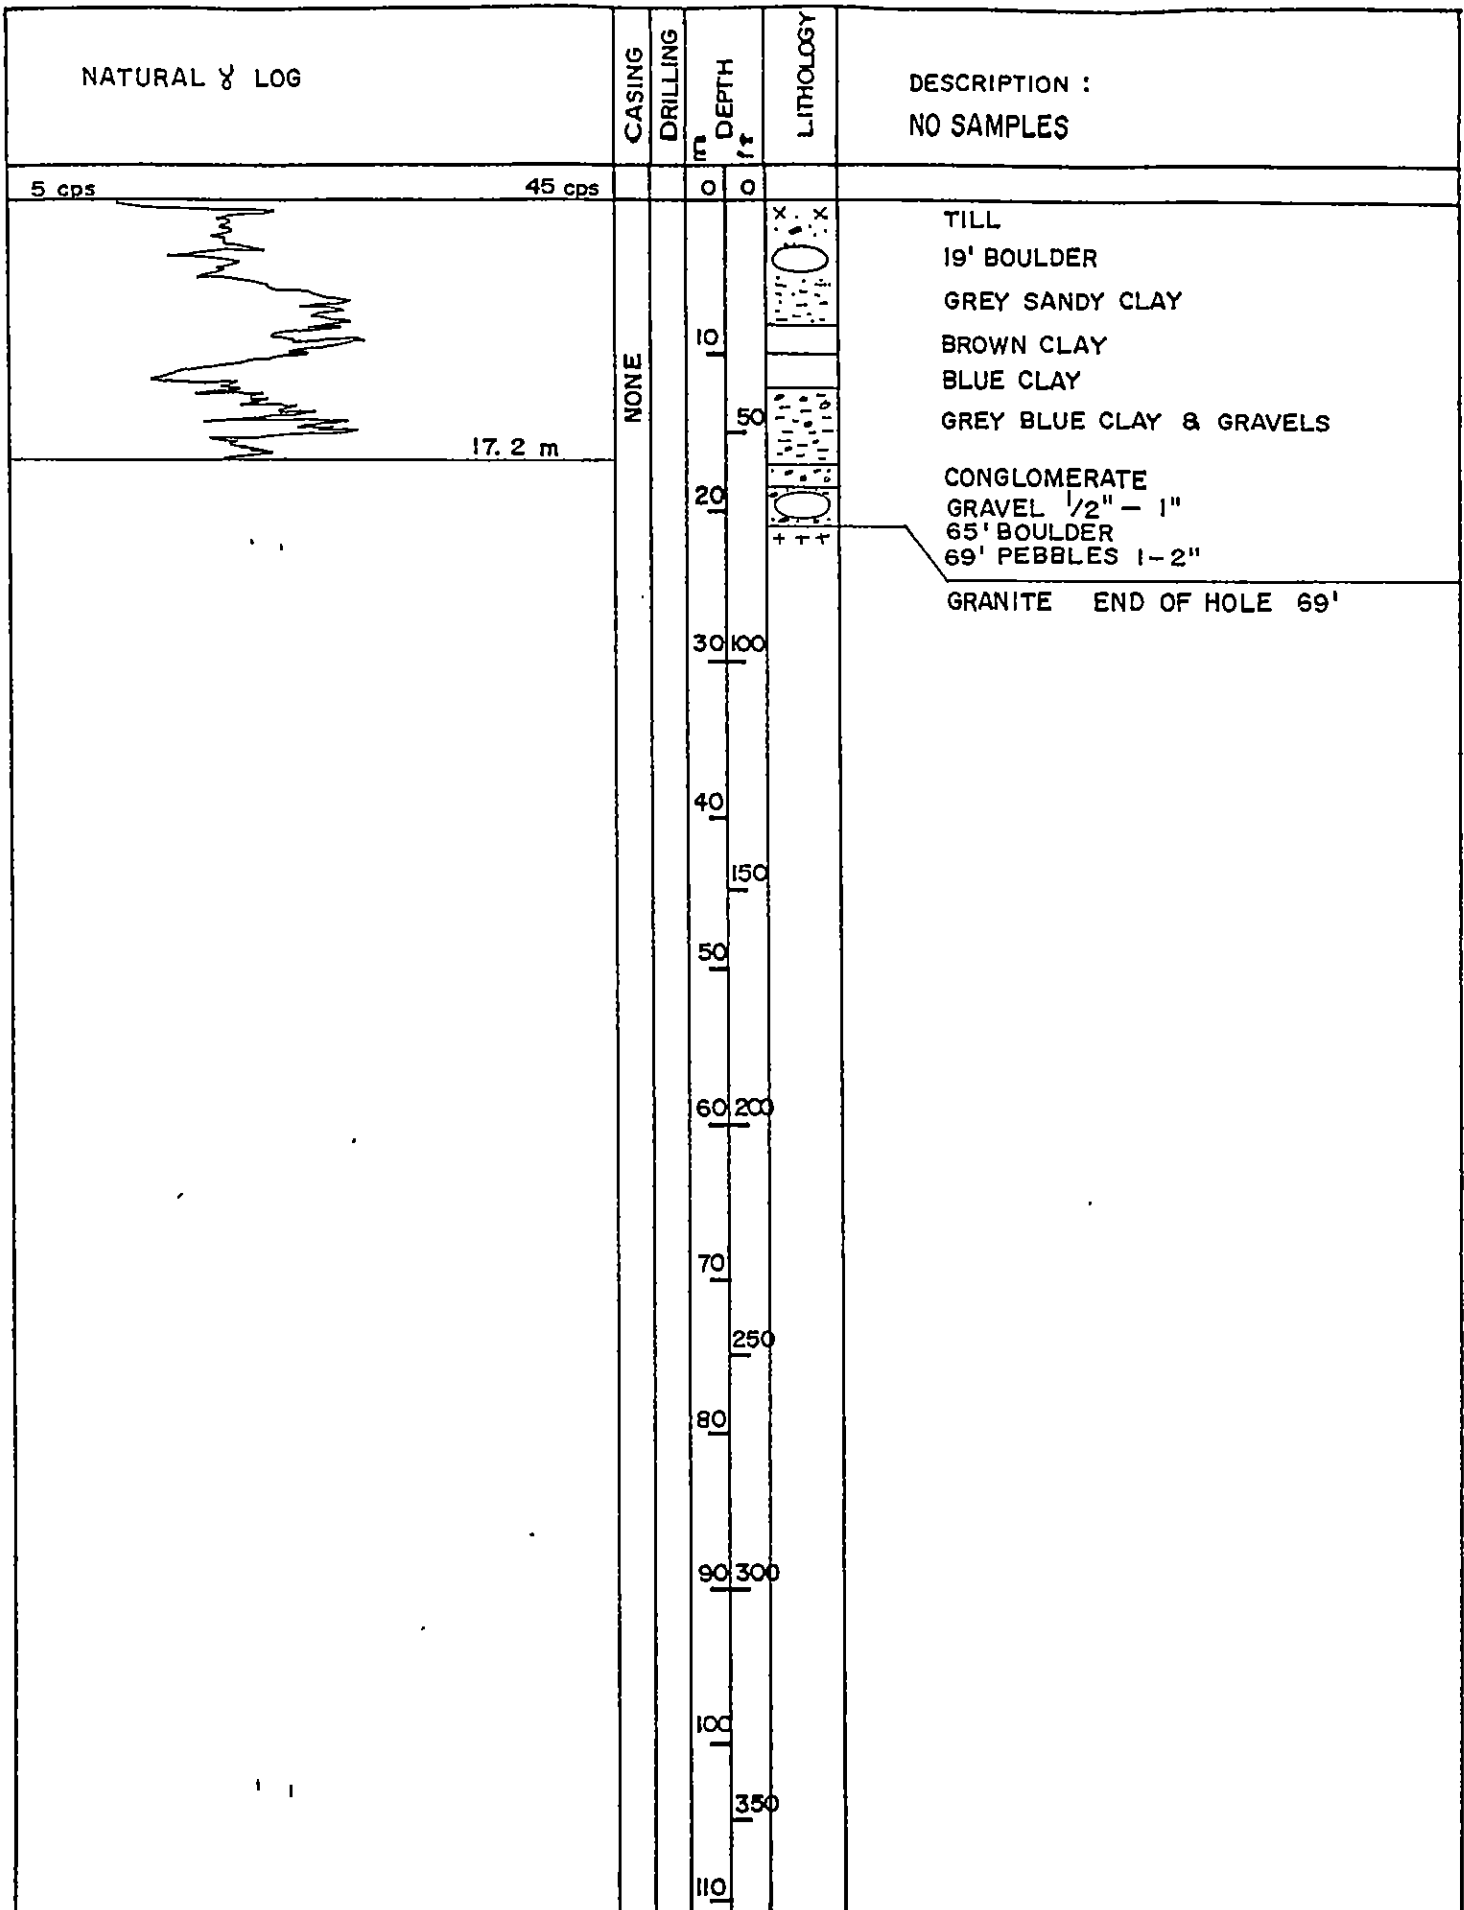 NATURAL ɣ LOG
CASING
DRILLING
DEPTH
m
ft
LITHOLOGY
DESCRIPTION :
NO SAMPLES
5 cps
45 cps
0
0
TILL
19' BOULDER
GREY SANDY CLAY
10
BROWN CLAY
NONE
BLUE CLAY
50
GREY BLUE CLAY & GRAVELS
17.2 m
CONGLOMERATE
20
GRAVEL 1/2" – 1"
65' BOULDER
69' PEBBLES 1-2"
GRANITE END OF HOLE 69'
30
100
40
150
50
60
200
70
250
80
90
300
100
350
110